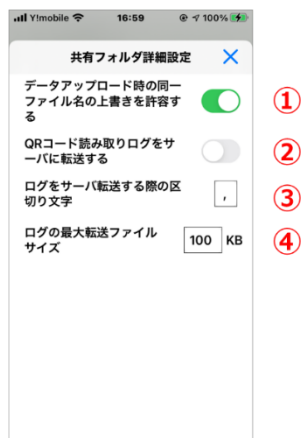 Y!mobile 16:59 100%
共有フォルダ詳細設定
データアップロード時の同一
ファイル名の上書きを許容す
る
①
QRコード読み取りログをサ
ーバに転送する
②
ログをサーバ転送する際の区
切り文字
,
③
ログの最大転送ファイル
サイズ
100 KB
④